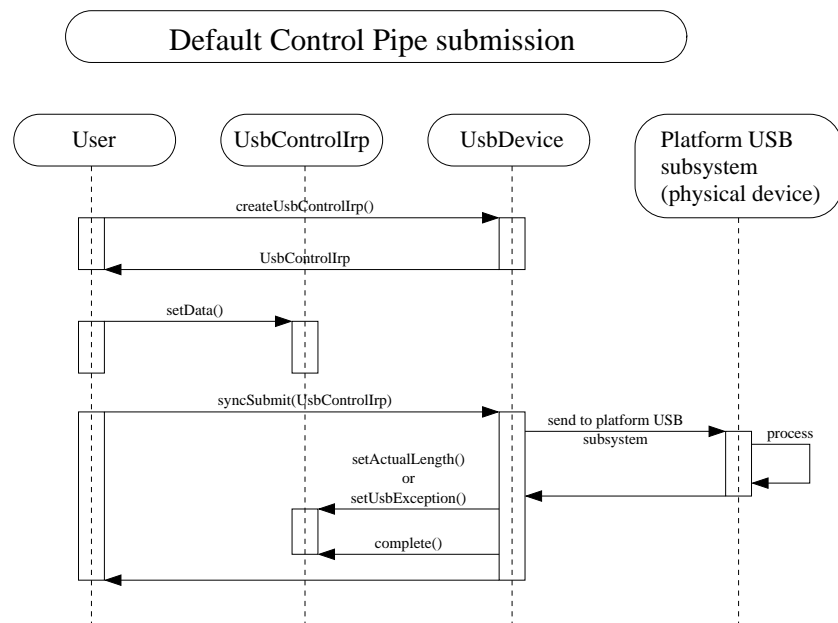 Default Control Pipe submission
User
UsbControlIrp
UsbDevice
Platform USB
subsystem
(physical device)
createUsbControlIrp()
UsbControlIrp
setData()
syncSubmit(UsbControlIrp)
send to platform USB
subsystem
process
setActualLength()
or
setUsbException()
complete()